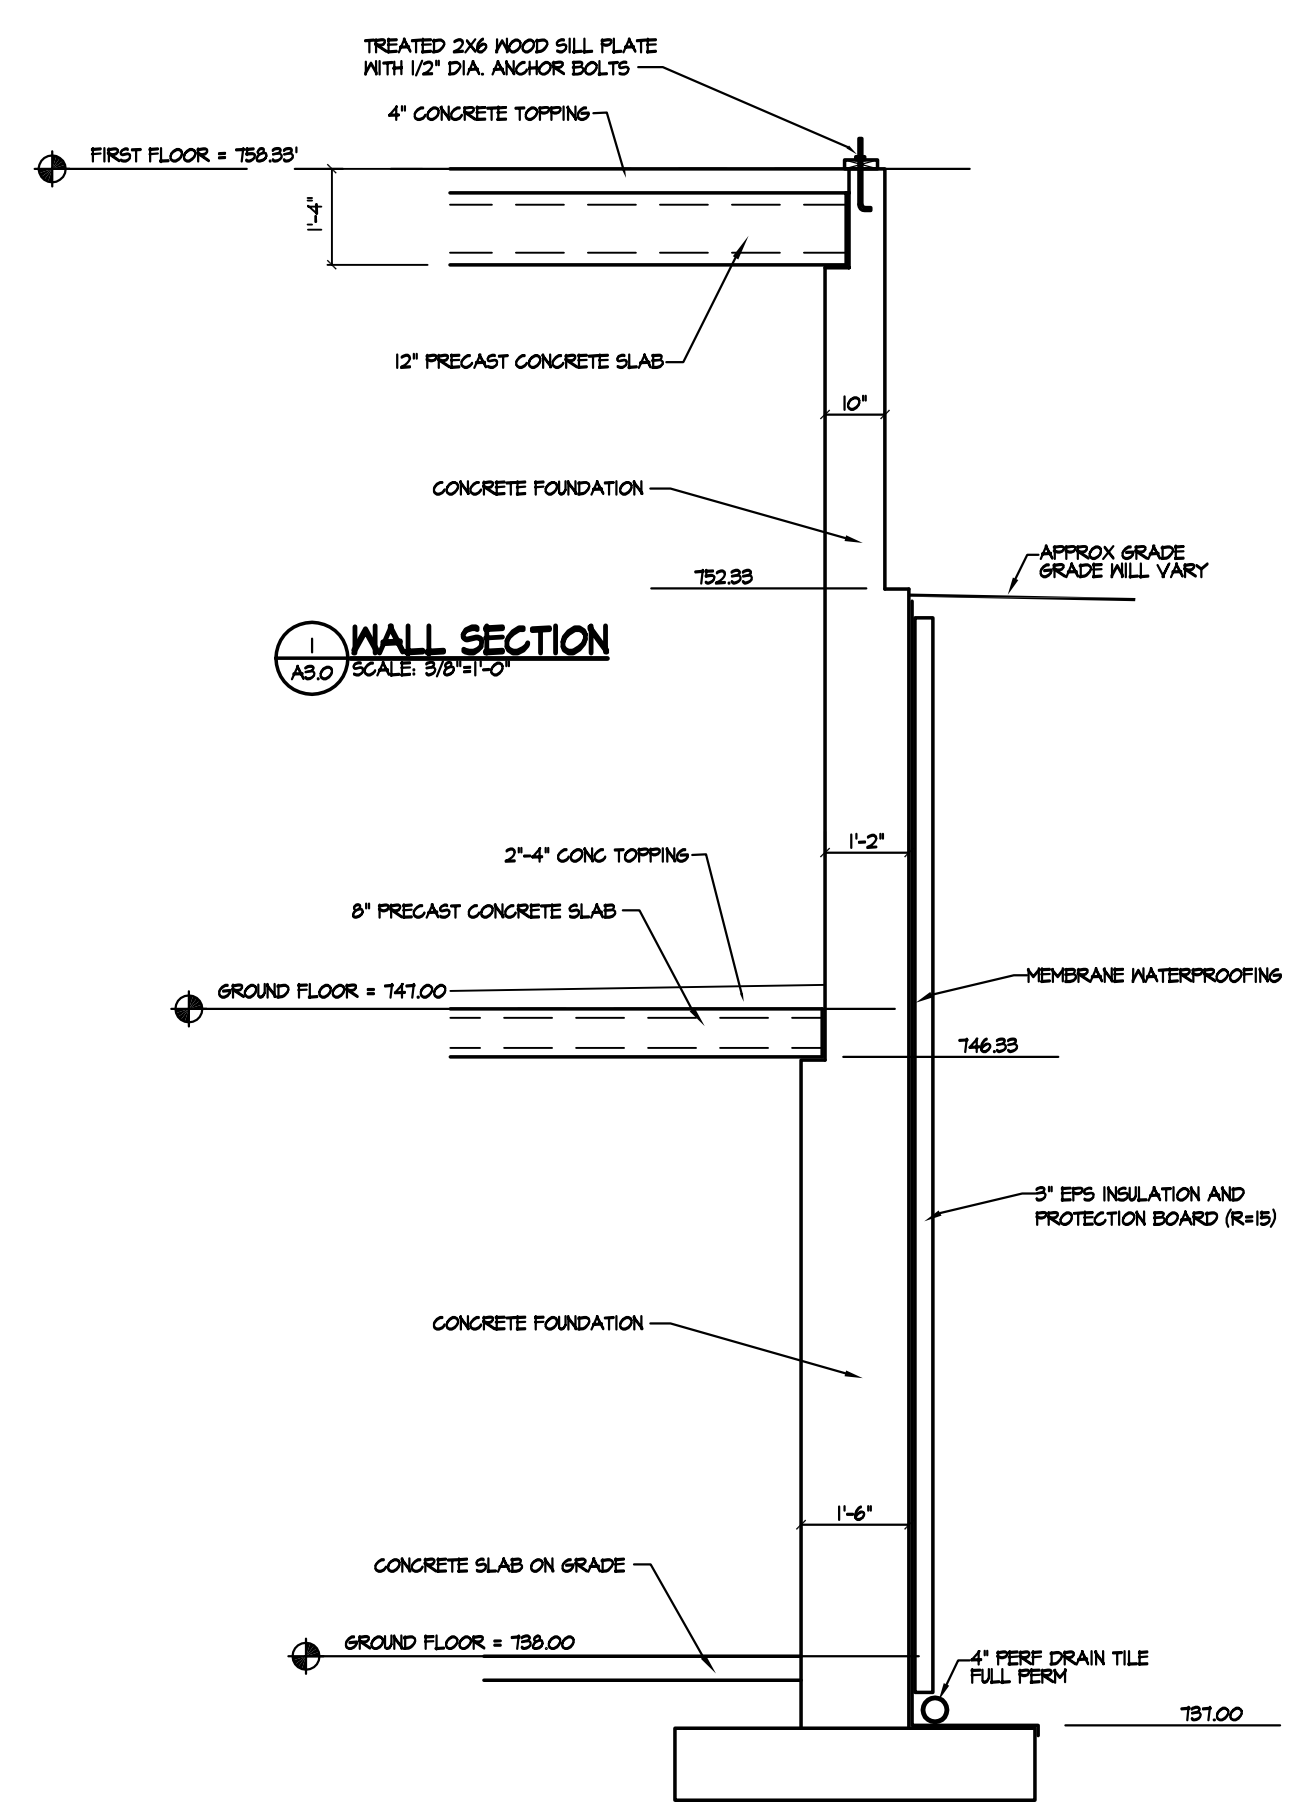 TREATED 2X6 WOOD SILL PLATE
WITH 1/2" DIA. ANCHOR BOLTS
4" CONCRETE TOPPING
FIRST FLOOR = 758.33'
1'-4"
12" PRECAST CONCRETE SLAB
10"
CONCRETE FOUNDATION
APPROX GRADE
GRADE WILL VARY
752.33
1
A3.0
WALL SECTION
SCALE: 3/8"=1'-0"
1'-2"
2"-4" CONC TOPPING
8" PRECAST CONCRETE SLAB
MEMBRANE WATERPROOFING
GROUND FLOOR = 747.00
746.33
3" EPS INSULATION AND
PROTECTION BOARD (R=15)
CONCRETE FOUNDATION
1'-6"
CONCRETE SLAB ON GRADE
GROUND FLOOR = 738.00
4" PERF DRAIN TILE
FULL PERM
737.00